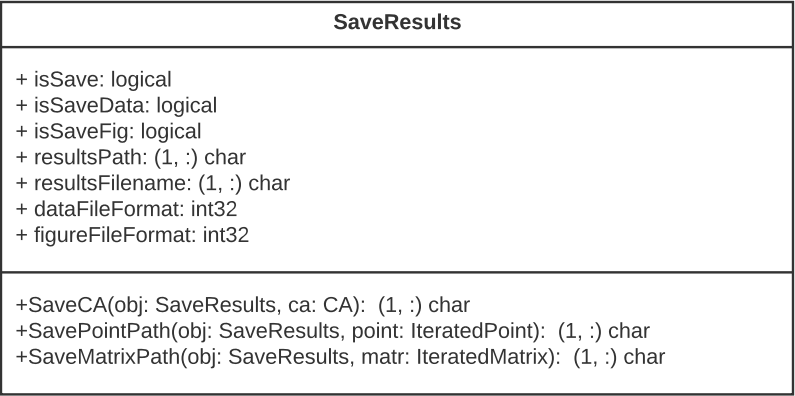 SaveResults
+ isSave: logical
+ isSaveData: logical
+ isSaveFig: logical
+ resultsPath: (1, :) char
+ resultsFilename: (1, :) char
+ dataFileFormat: int32
+ figureFileFormat: int32
+SaveCA(obj: SaveResults, ca: CA):  (1, :) char
+SavePointPath(obj: SaveResults, point: IteratedPoint):  (1, :) char
+SaveMatrixPath(obj: SaveResults, matr: IteratedMatrix):  (1, :) char